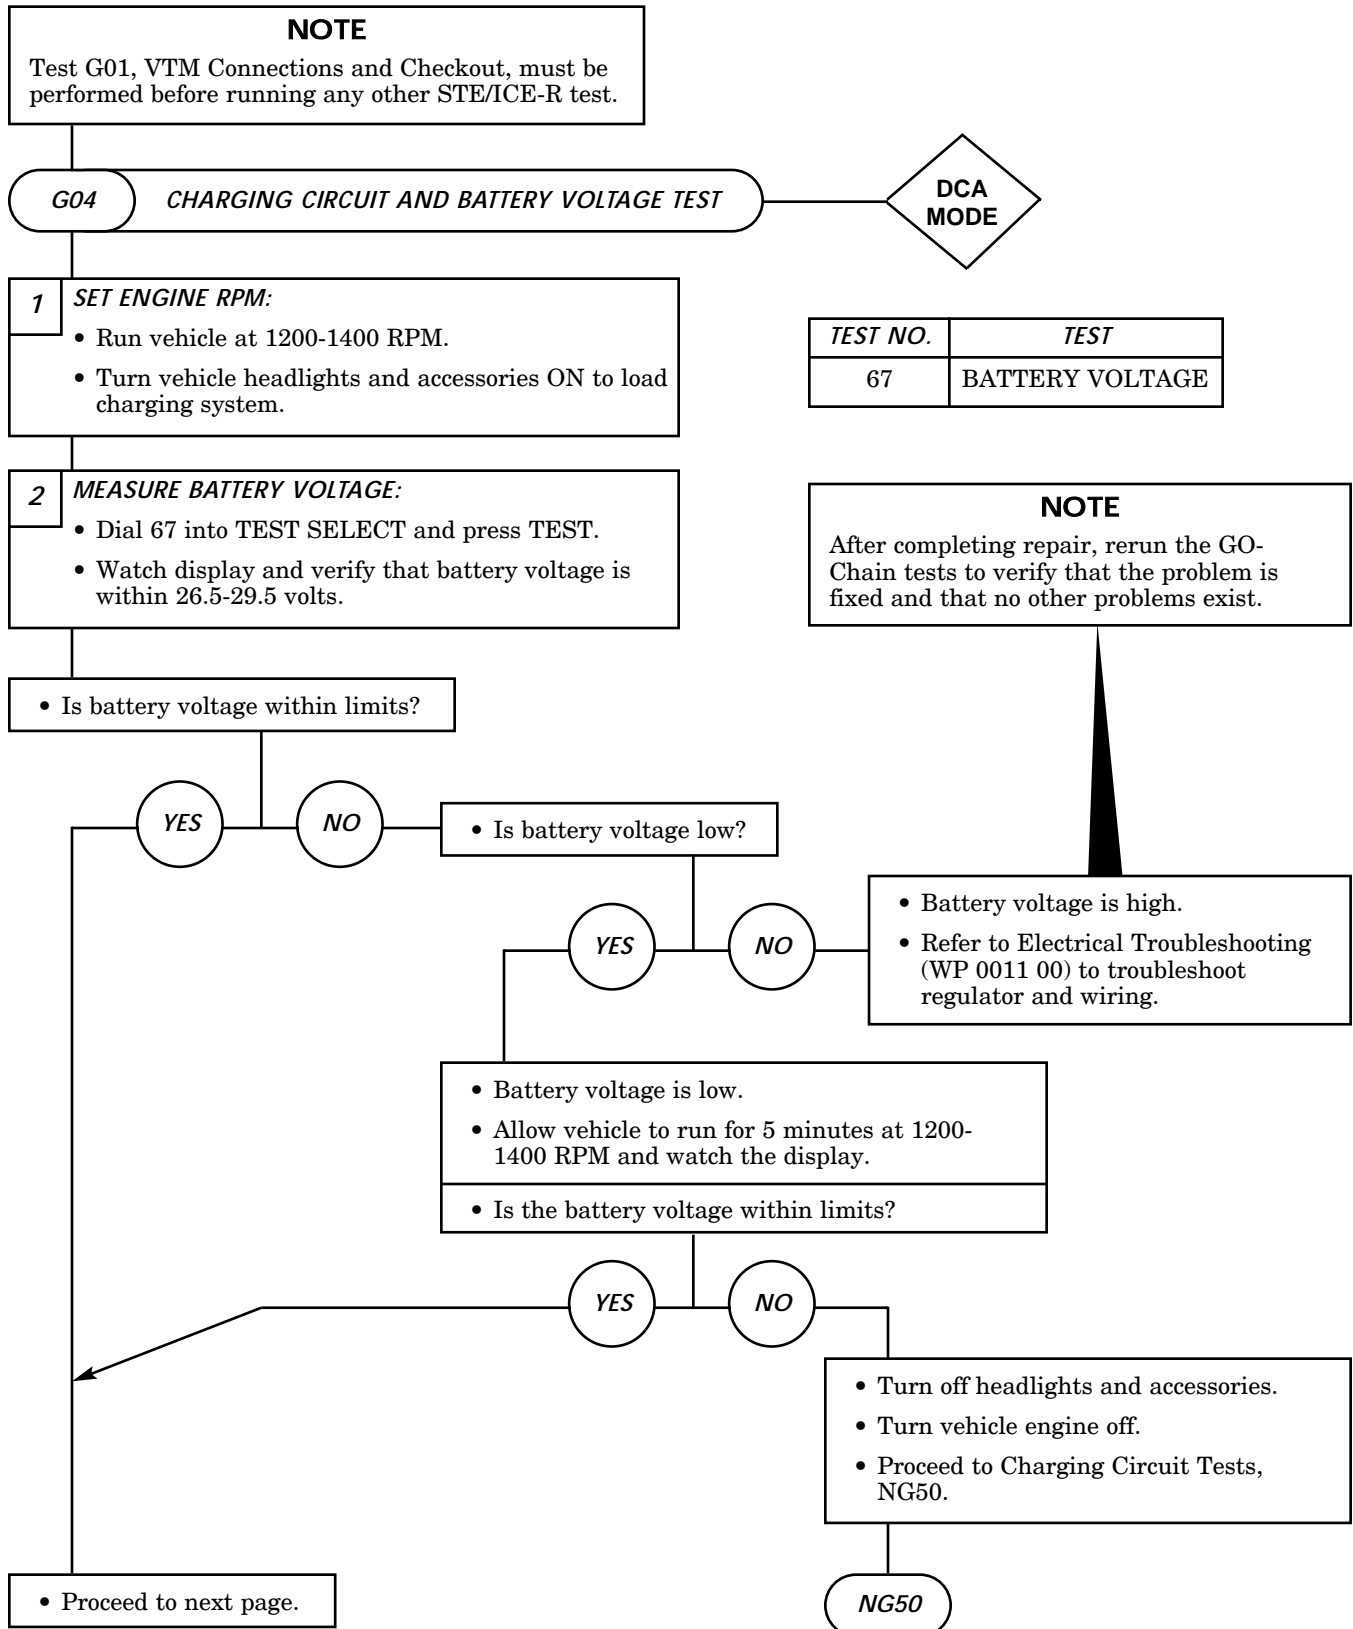 NOTE
Test G01, VTM Connections and Checkout, must be
performed before running any other STE/ICE-R test.
G04 CHARGING CIRCUIT AND BATTERY VOLTAGE TEST
DCA
MODE
1 SET ENGINE RPM:
• Run vehicle at 1200-1400 RPM.
• Turn vehicle headlights and accessories ON to load
charging system.
TEST NO. TEST
67 BATTERY VOLTAGE
2 MEASURE BATTERY VOLTAGE:
• Dial 67 into TEST SELECT and press TEST.
• Watch display and verify that battery voltage is
within 26.5-29.5 volts.
NOTE
After completing repair, rerun the GO-
Chain tests to verify that the problem is
fixed and that no other problems exist.
• Is battery voltage within limits?
YES NO
• Is battery voltage low?
YES NO
• Battery voltage is high.
• Refer to Electrical Troubleshooting
(WP 0011 00) to troubleshoot
regulator and wiring.
• Battery voltage is low.
• Allow vehicle to run for 5 minutes at 1200-
1400 RPM and watch the display.
• Is the battery voltage within limits?
YES NO
• Turn off headlights and accessories.
• Turn vehicle engine off.
• Proceed to Charging Circuit Tests,
NG50.
• Proceed to next page.
NG50